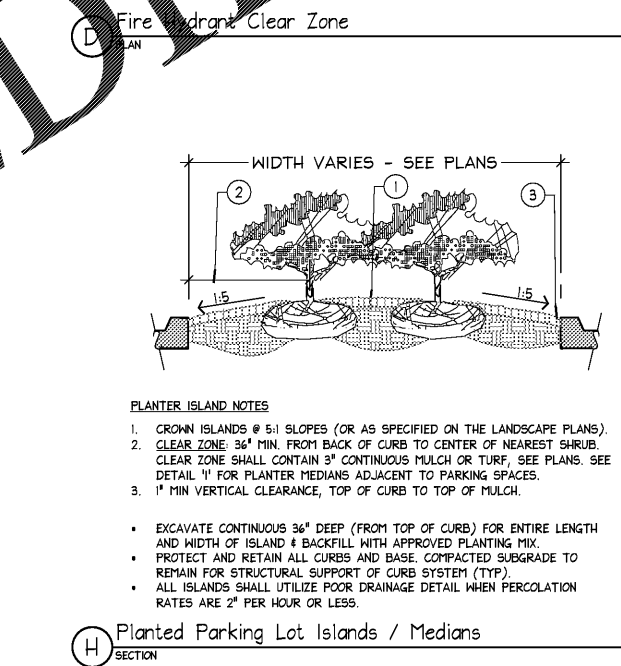 D Fire Hydrant Clear Zone
PLAN
WIDTH VARIES - SEE PLANS
2 1 3
1:5 1:5
PLANTER ISLAND NOTES
1. CROWN ISLANDS @ 5:1 SLOPES (OR AS SPECIFIED ON THE LANDSCAPE PLANS).
2. CLEAR ZONE: 36" MIN. FROM BACK OF CURB TO CENTER OF NEAREST SHRUB.
CLEAR ZONE SHALL CONTAIN 3" CONTINUOUS MULCH OR TURF, SEE PLANS. SEE
DETAIL 'I' FOR PLANTER MEDIANS ADJACENT TO PARKING SPACES.
3. 1" MIN VERTICAL CLEARANCE, TOP OF CURB TO TOP OF MULCH.
• EXCAVATE CONTINUOUS 36" DEEP (FROM TOP OF CURB) FOR ENTIRE LENGTH
AND WIDTH OF ISLAND & BACKFILL WITH APPROVED PLANTING MIX.
• PROTECT AND RETAIN ALL CURBS AND BASE. COMPACTED SUBGRADE TO
REMAIN FOR STRUCTURAL SUPPORT OF CURB SYSTEM (TYP).
• ALL ISLANDS SHALL UTILIZE POOR DRAINAGE DETAIL WHEN PERCOLATION
RATES ARE 2" PER HOUR OR LESS.
H Planted Parking Lot Islands / Medians
SECTION